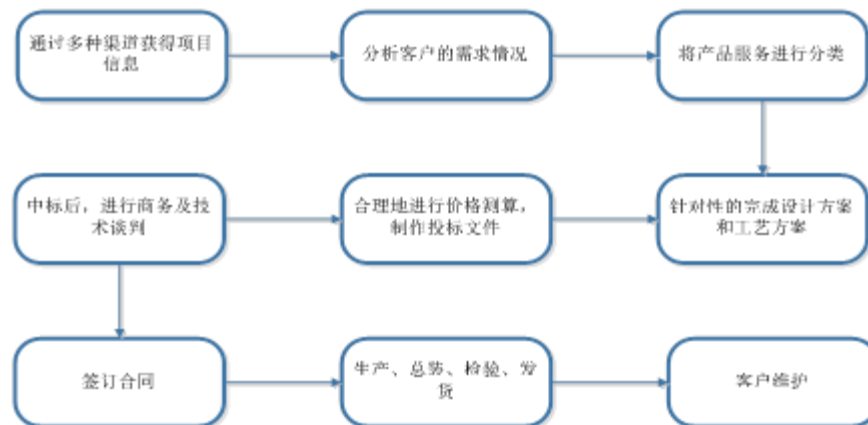 通过多种渠道获得项目
信息
分析客户的需求情况
将产品服务进行分类
中标后，进行商务及技
术谈判
合理地进行价格测算，
制作投标文件
针对性的完成设计方案
和工艺方案
签订合同
生产、总装、检验、发
货
客户维护